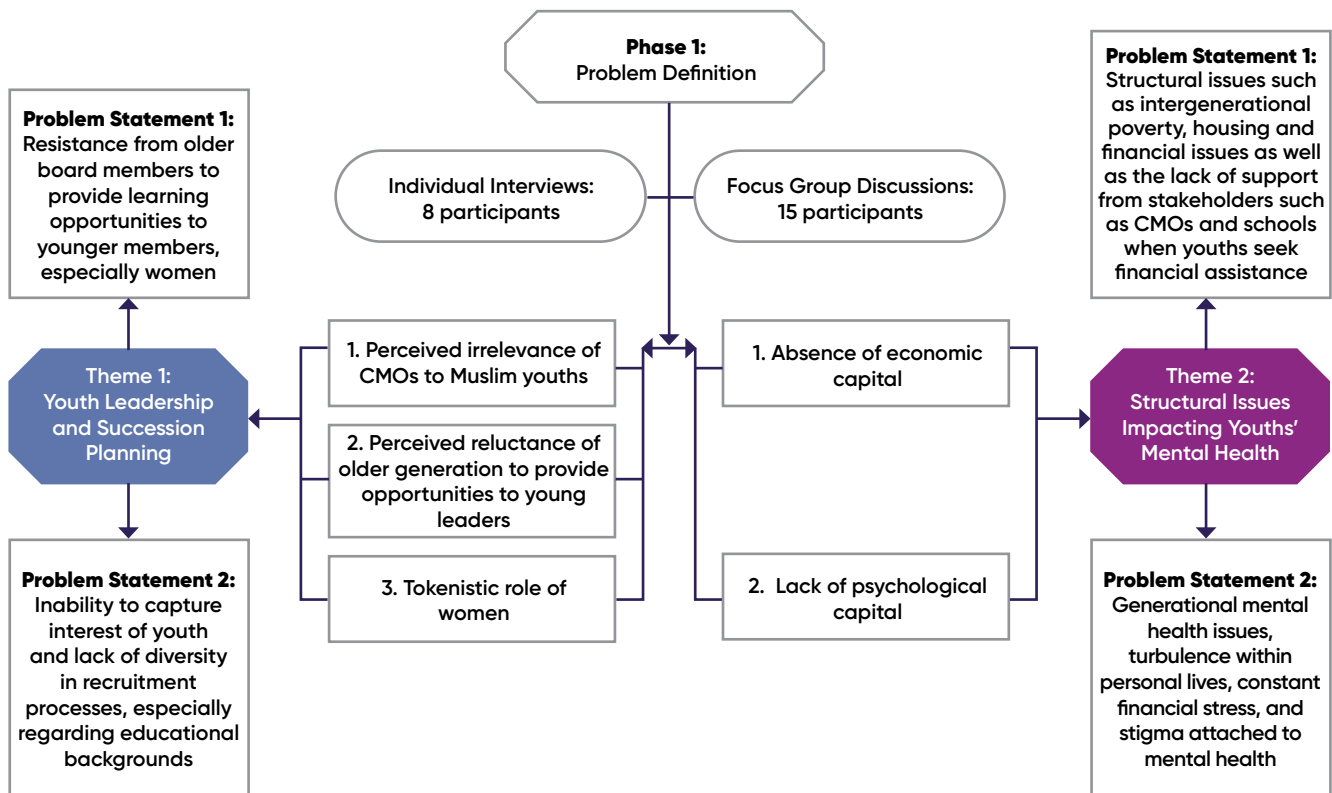 Phase 1:
Problem Definition
Individual Interviews:
8 participants
Focus Group Discussions:
15 participants
Problem Statement 1:
Resistance from older
board members to
provide learning
opportunities to
younger members,
especially women
Theme 1:
Youth Leadership
and Succession
Planning
Problem Statement 2:
Inability to capture
interest of youth
and lack of diversity
in recruitment
processes, especially
regarding educational
backgrounds
1. Perceived irrelevance of
CMOs to Muslim youths
2. Perceived reluctance of
older generation to provide
opportunities to young
leaders
3. Tokenistic role of
women
1. Absence of economic
capital
2. Lack of psychological
capital
Problem Statement 1:
Structural issues such
as intergenerational
poverty, housing and
financial issues as well
as the lack of support
from stakeholders such
as CMOs and schools
when youths seek
financial assistance
Theme 2:
Structural Issues
Impacting Youths'
Mental Health
Problem Statement 2:
Generational mental
health issues,
turbulence within
personal lives, constant
financial stress, and
stigma attached to
mental health